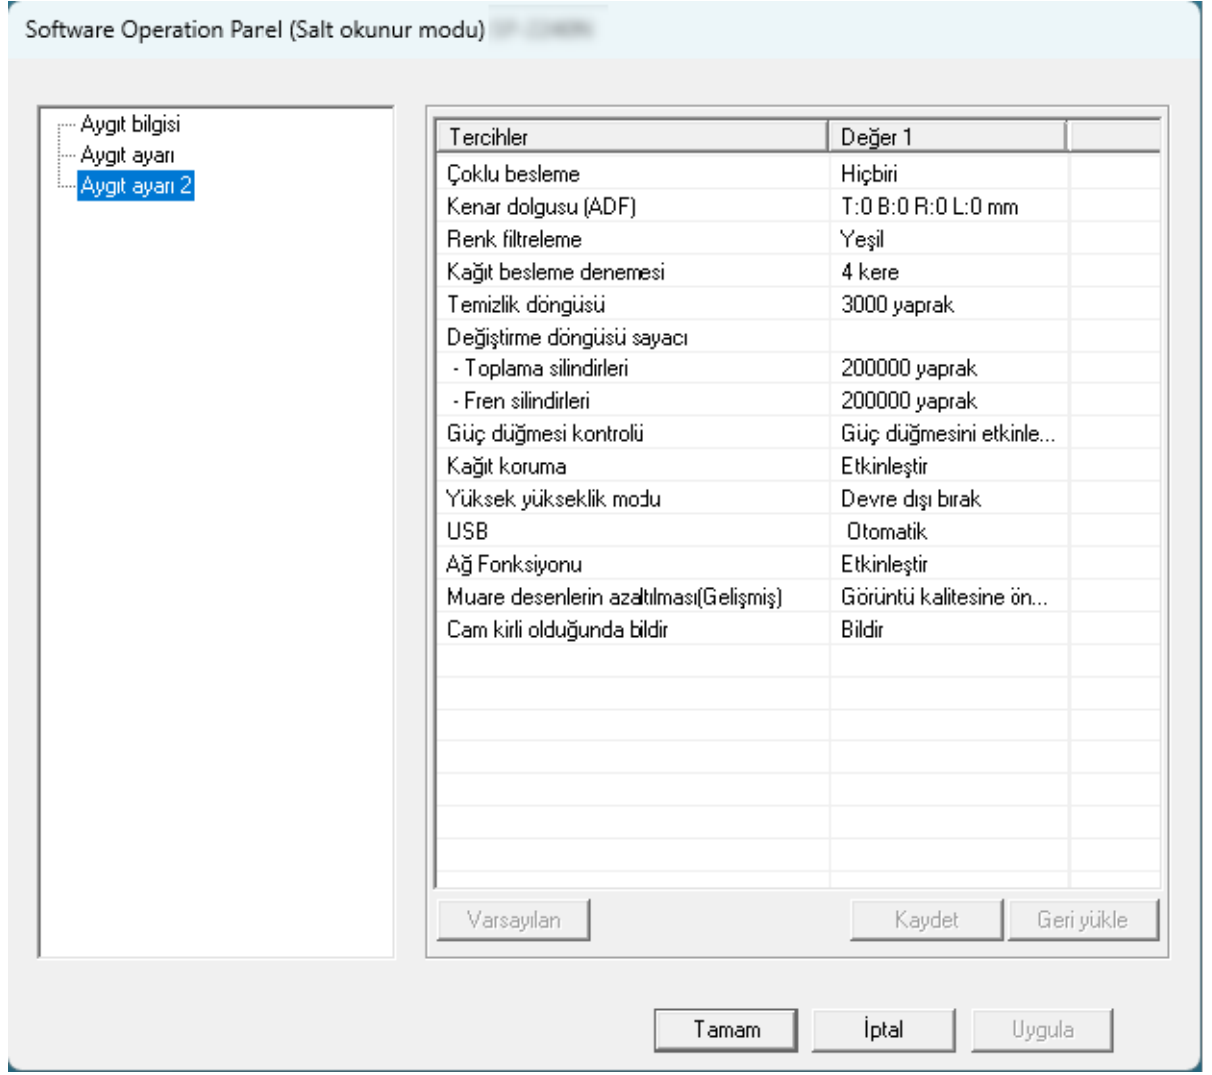 Software Operation Panel (Salt okunur modu)
Aygıt bilgisi
Aygıt ayarı
Aygıt ayarı 2
Tercihler Değer 1
Çoklu besleme Hiçbiri
Kenar dolgusu (ADF) T:0 B:0 R:0 L:0 mm
Renk filtreleme Yeşil
Kağıt besleme denemesi 4 kere
Temizlik döngüsü 3000 yaprak
Değiştirme döngüsü sayacı
- Toplama silindirleri 200000 yaprak
- Fren silindirleri 200000 yaprak
Güç düğmesi kontrolü Güç düğmesini etkinle...
Kağıt koruma Etkinleştir
Yüksek yükseklik modu Devre dışı bırak
USB Otomatik
Ağ Fonksiyonu Etkinleştir
Muare desenlerin azaltılması(Gelişmiş) Görüntü kalitesine ön...
Cam kirli olduğunda bildir Bildir
Varsayılan Kaydet Geri yükle
Tamam İptal Uygula